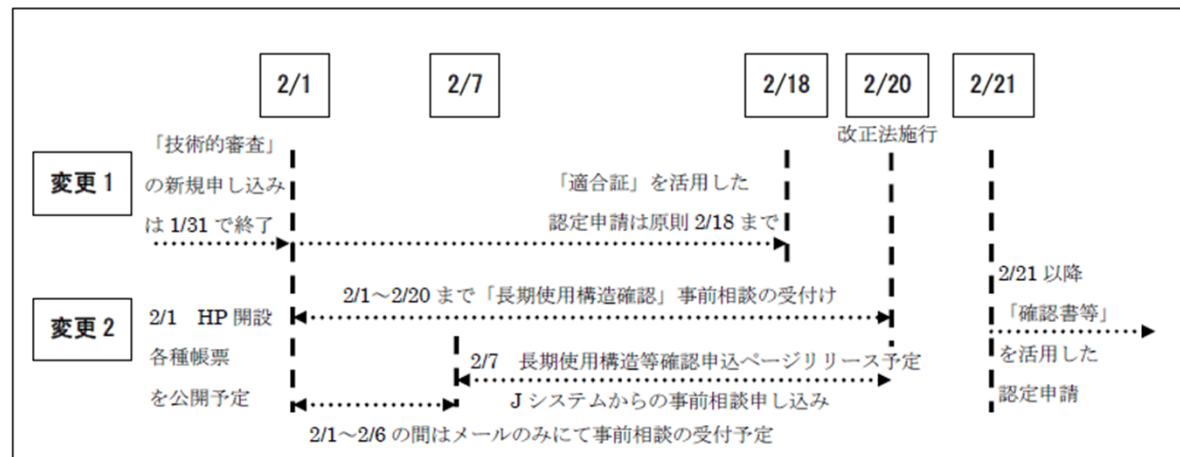 2/1
2/7
2/18
2/20
2/21
改正法施行
変更1
「技術的審査」
の新規申し込み
は 1/31 で終了
「適合証」を活用した
認定申請は原則 2/18 まで
変更2
2/1　HP 開設
各種帳票
を公開予定
2/1～2/20 まで「長期使用構造確認」事前相談の受付け
2/7　長期使用構造等確認申込ページリリース予定
J システムからの事前相談申し込み
2/1～2/6 の間はメールのみにて事前相談の受付予定
2/21 以降
「確認書等」
を活用した
認定申請